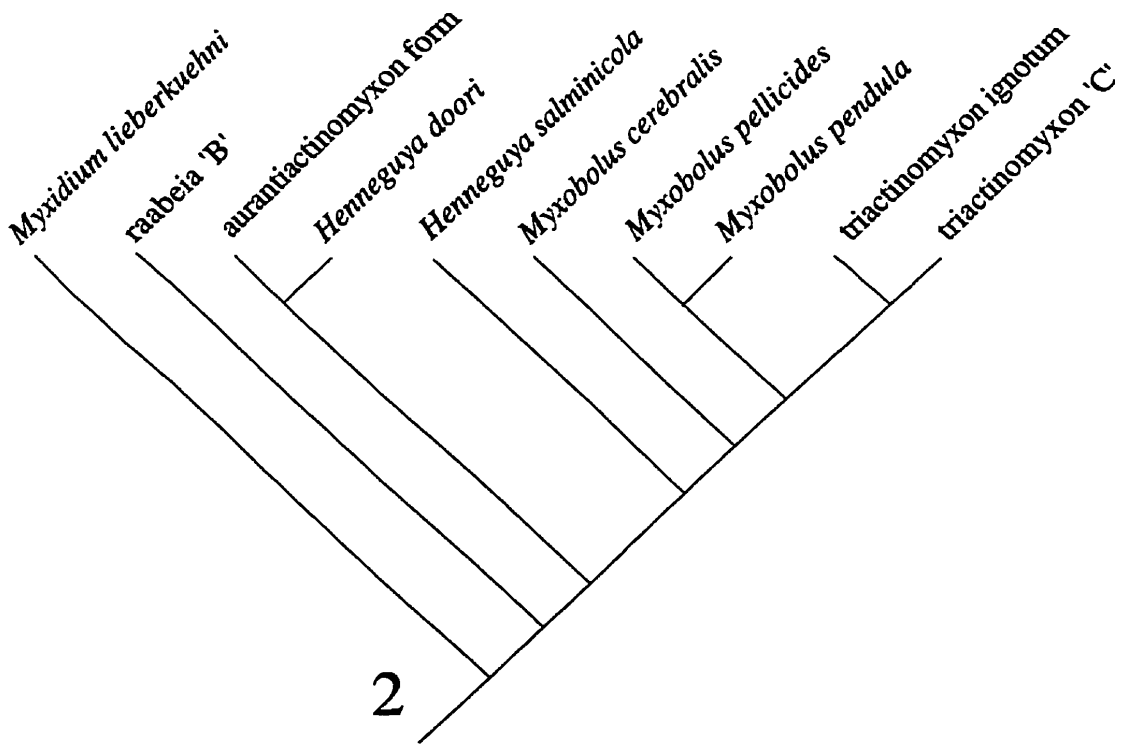 Myxidium lieberkuehni
raabeia 'B'
aurantiactinomyxon form
Henneguya doori
Henneguya salminicola
Myxobolus cerebralis
Myxobolus pellicides
Myxobolus pendula
triactinomyxon ignotum
triactinomyxon 'C'
2